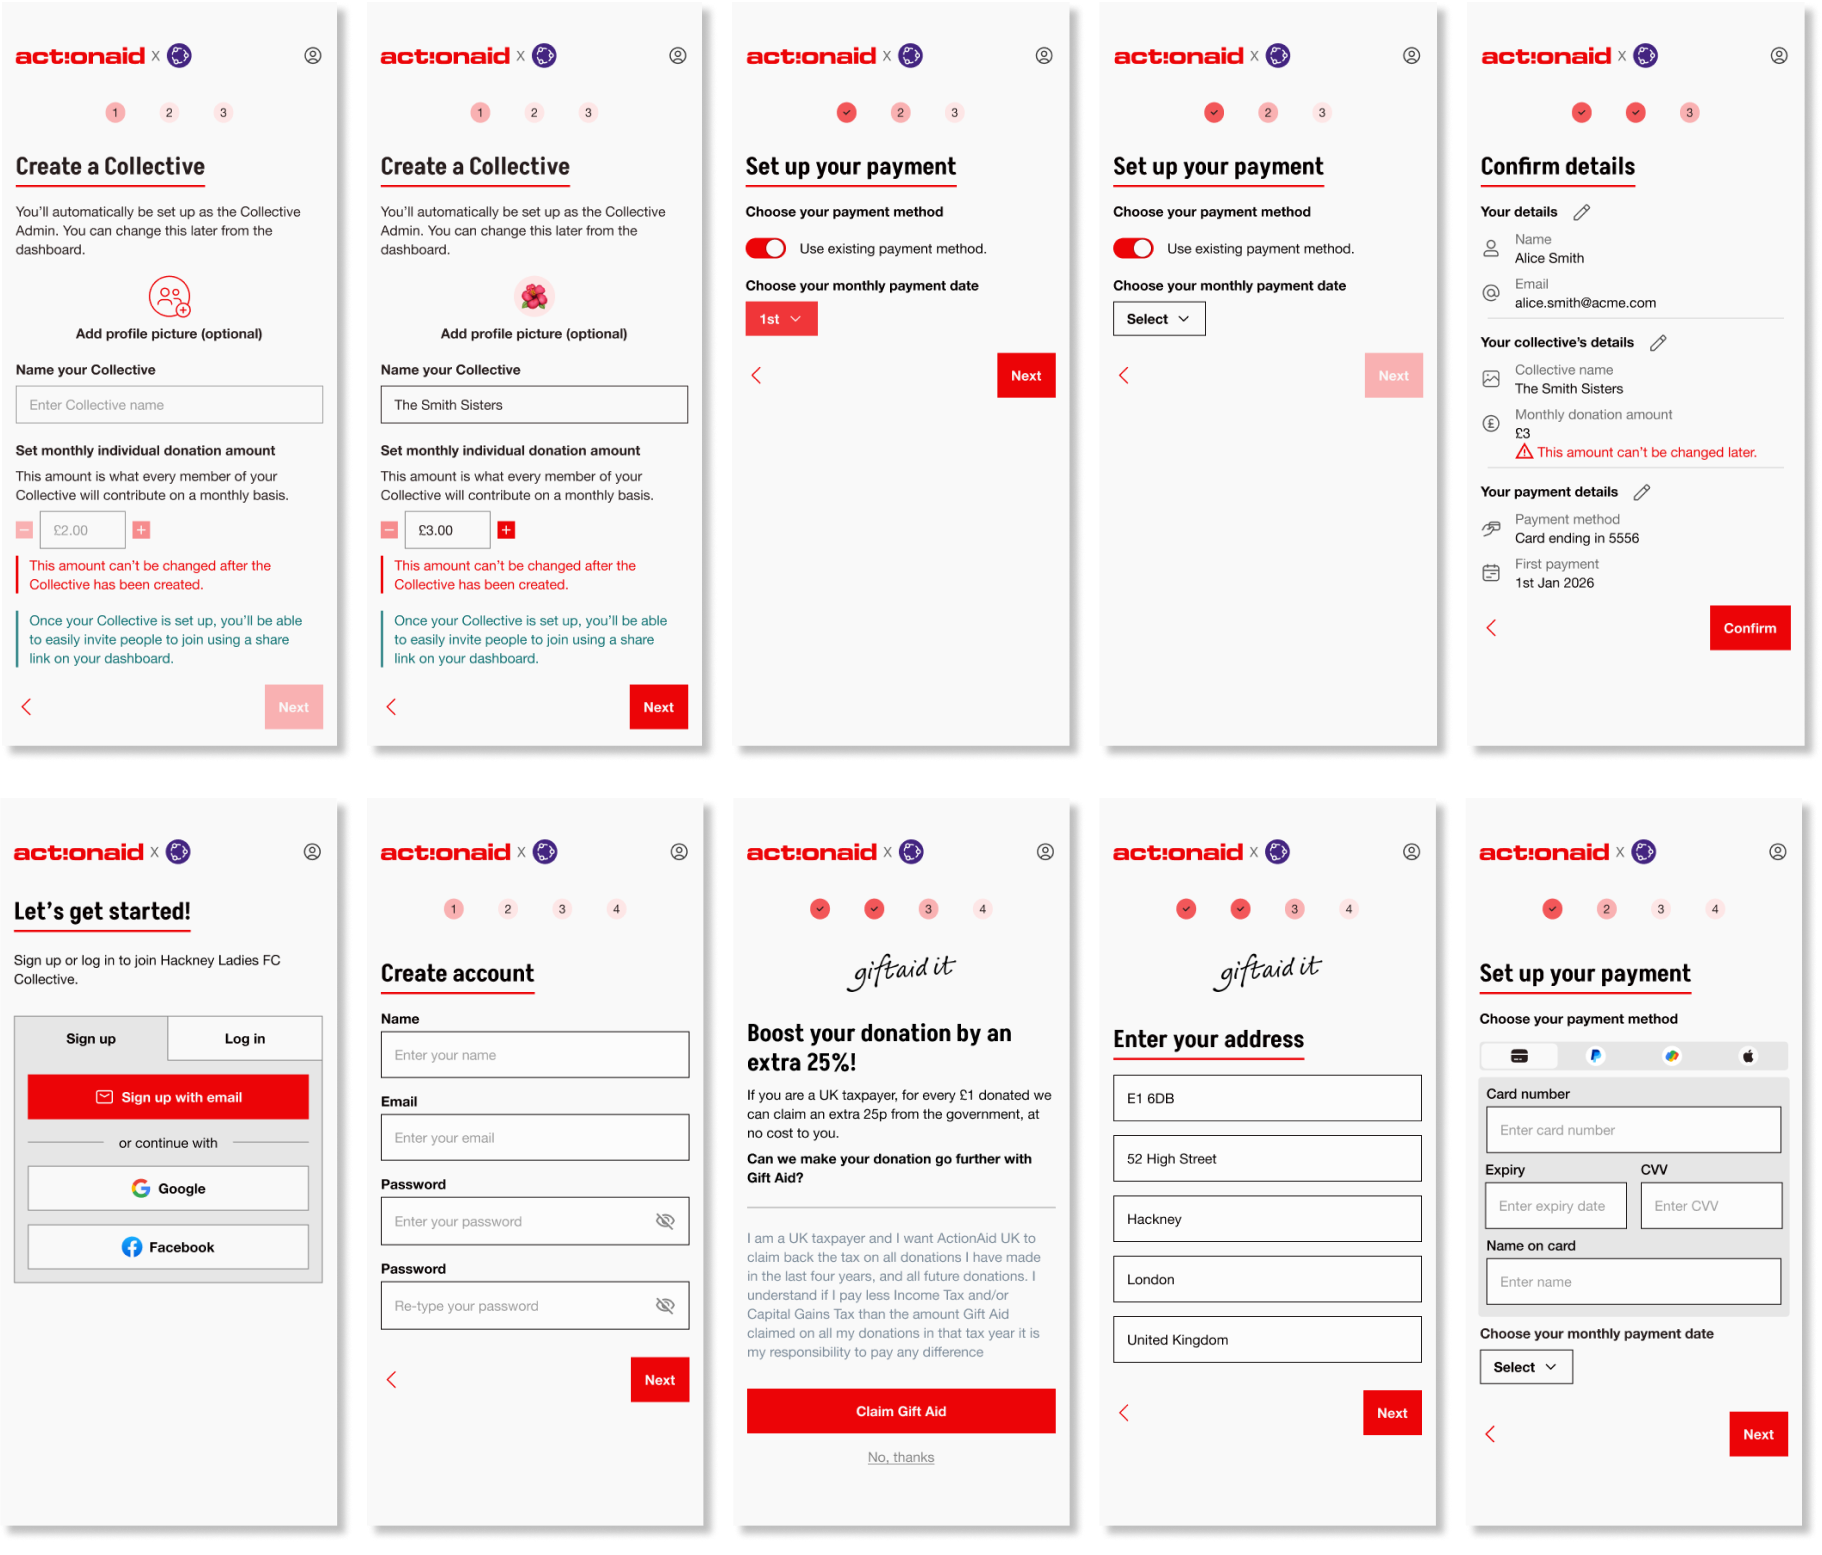 act!onaid x
1 2 3
Create a Collective
You’ll automatically be set up as the Collective
Admin. You can change this later from the
dashboard.
Add profile picture (optional)
Name your Collective
Enter Collective name
Set monthly individual donation amount
This amount is what every member of your
Collective will contribute on a monthly basis.
− £2.00 +
This amount can’t be changed after the
Collective has been created.
Once your Collective is set up, you’ll be able
to easily invite people to join using a share
link on your dashboard.
Next
act!onaid x
1 2 3
Create a Collective
You’ll automatically be set up as the Collective
Admin. You can change this later from the
dashboard.
Add profile picture (optional)
Name your Collective
The Smith Sisters
Set monthly individual donation amount
This amount is what every member of your
Collective will contribute on a monthly basis.
− £3.00 +
This amount can’t be changed after the
Collective has been created.
Once your Collective is set up, you’ll be able
to easily invite people to join using a share
link on your dashboard.
Next
act!onaid x
2 3
Set up your payment
Choose your payment method
Use existing payment method.
Choose your monthly payment date
1st
Next
act!onaid x
2 3
Set up your payment
Choose your payment method
Use existing payment method.
Choose your monthly payment date
Select
Next
act!onaid x
3
Confirm details
Your details
Name
Alice Smith
Email
alice.smith@acme.com
Your collective’s details
Collective name
The Smith Sisters
Monthly donation amount
£3
This amount can’t be changed later.
Your payment details
Payment method
Card ending in 5556
First payment
1st Jan 2026
Confirm
act!onaid x
Let’s get started!
Sign up or log in to join Hackney Ladies FC
Collective.
Sign up Log in
Sign up with email
or continue with
Google
Facebook
act!onaid x
1 2 3 4
Create account
Name
Enter your name
Email
Enter your email
Password
Enter your password
Password
Re-type your password
Next
act!onaid x
3 4
giftaid it
Boost your donation by an
extra 25%!
If you are a UK taxpayer, for every £1 donated we
can claim an extra 25p from the government, at
no cost to you.
Can we make your donation go further with
Gift Aid?
I am a UK taxpayer and I want ActionAid UK to
claim back the tax on all donations I have made
in the last four years, and all future donations. I
understand if I pay less Income Tax and/or
Capital Gains Tax than the amount Gift Aid
claimed on all my donations in that tax year it is
my responsibility to pay any difference
Claim Gift Aid
No, thanks
act!onaid x
3 4
giftaid it
Enter your address
E1 6DB
52 High Street
Hackney
London
United Kingdom
Next
act!onaid x
2 3 4
Set up your payment
Choose your payment method
Card number
Enter card number
Expiry CVV
Enter expiry date Enter CVV
Name on card
Enter name
Choose your monthly payment date
Select
Next